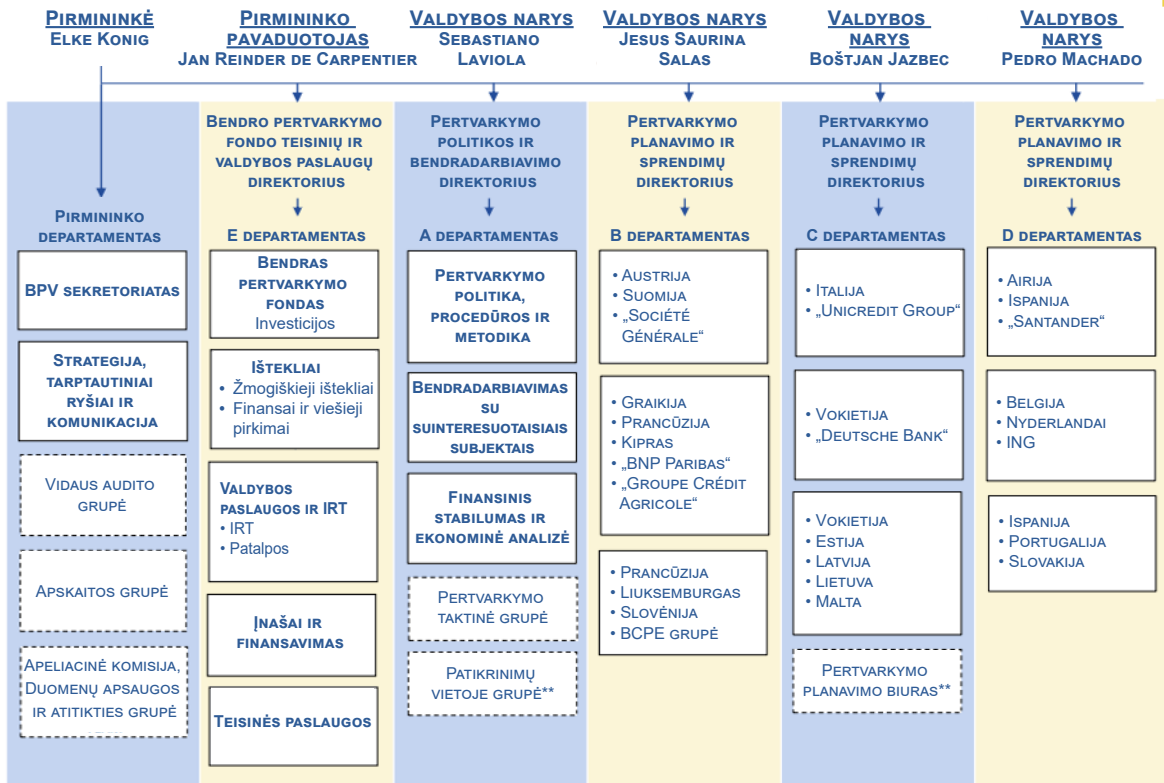 PIRMININKĖ
ELKE KONIG
PIRMININKO
PAVADUOTOJAS
JAN REINDER DE CARPENTIER
VALDYBOS NARYS
SEBASTIANO
LAVIOLA
VALDYBOS NARYS
JESUS SAURINA
SALAS
VALDYBOS
NARYS
BOŠTJAN JAZBEC
VALDYBOS
NARYS
PEDRO MACHADO
PIRMININKO
DEPARTAMENTAS
BPV SEKRETORIATAS
STRATEGIJA,
TARPTAUTINIAI
RYŠIAI IR
KOMUNIKACIJA
VIDAUS AUDITO
GRUPĖ
APSKAITOS GRUPĖ
APELIACINĖ KOMISIJA,
DUOMENŲ APSAUGOS
IR ATITIKTIES GRUPĖ
BENDRO PERTVARKYMO
FONDO TEISINIŲ IR
VALDYBOS PASLAUGŲ
DIREKTORIUS
E DEPARTAMENTAS
BENDRAS
PERTVARKYMO
FONDAS
Investicijos
IŠTEKLIAI
• Žmogiškieji ištekliai
• Finansai ir viešieji
pirkimai
VALDYBOS
PASLAUGOS IR IRT
• IRT
• Patalpos
ĮNAŠAI IR
FINANSAVIMAS
TEISINĖS PASLAUGOS
PERTVARKYMO
POLITIKOS IR
BENDRADARBIAVIMO
DIREKTORIUS
A DEPARTAMENTAS
PERTVARKYMO
POLITIKA,
PROCEDŪROS IR
METODIKA
BENDRADARBIAVIMAS
SU
SUINTERESUOTAISIAIS
SUBJEKTAIS
FINANSINIS
STABILUMAS IR
EKONOMINĖ ANALIZĖ
PERTVARKYMO
TAKTINĖ GRUPĖ
PATIKRINIMŲ
VIETOJE GRUPĖ**
PERTVARKYMO
PLANAVIMO IR
SPRENDIMŲ
DIREKTORIUS
B DEPARTAMENTAS
• AUSTRIJA
• SUOMIJA
• „SOCIÉTÉ
GÉNÉRALE“
• GRAIKIJA
• PRANCŪZIJA
• KIPRAS
• „BNP PARIBAS“
• „GROUPE CRÉDIT
AGRICOLE“
• PRANCŪZIJA
• LIUKSEMBURGAS
• SLOVĖNIJA
• BCPE GRUPĖ
PERTVARKYMO
PLANAVIMO IR
SPRENDIMŲ
DIREKTORIUS
C DEPARTAMENTAS
• ITALIJA
• „UNICREDIT GROUP“
• VOKIETIJA
• „DEUTSCHE BANK“
• VOKIETIJA
• ESTIJA
• LATVIJA
• LIETUVA
• MALTA
PERTVARKYMO
PLANAVIMO BIURAS**
PERTVARKYMO
PLANAVIMO IR
SPRENDIMŲ
DIREKTORIUS
D DEPARTAMENTAS
• AIRIJA
• ISPANIJA
• „SANTANDER“
• BELGIJA
• NYDERLANDAI
• ING
• ISPANIJA
• PORTUGALIJA
• SLOVAKIJA